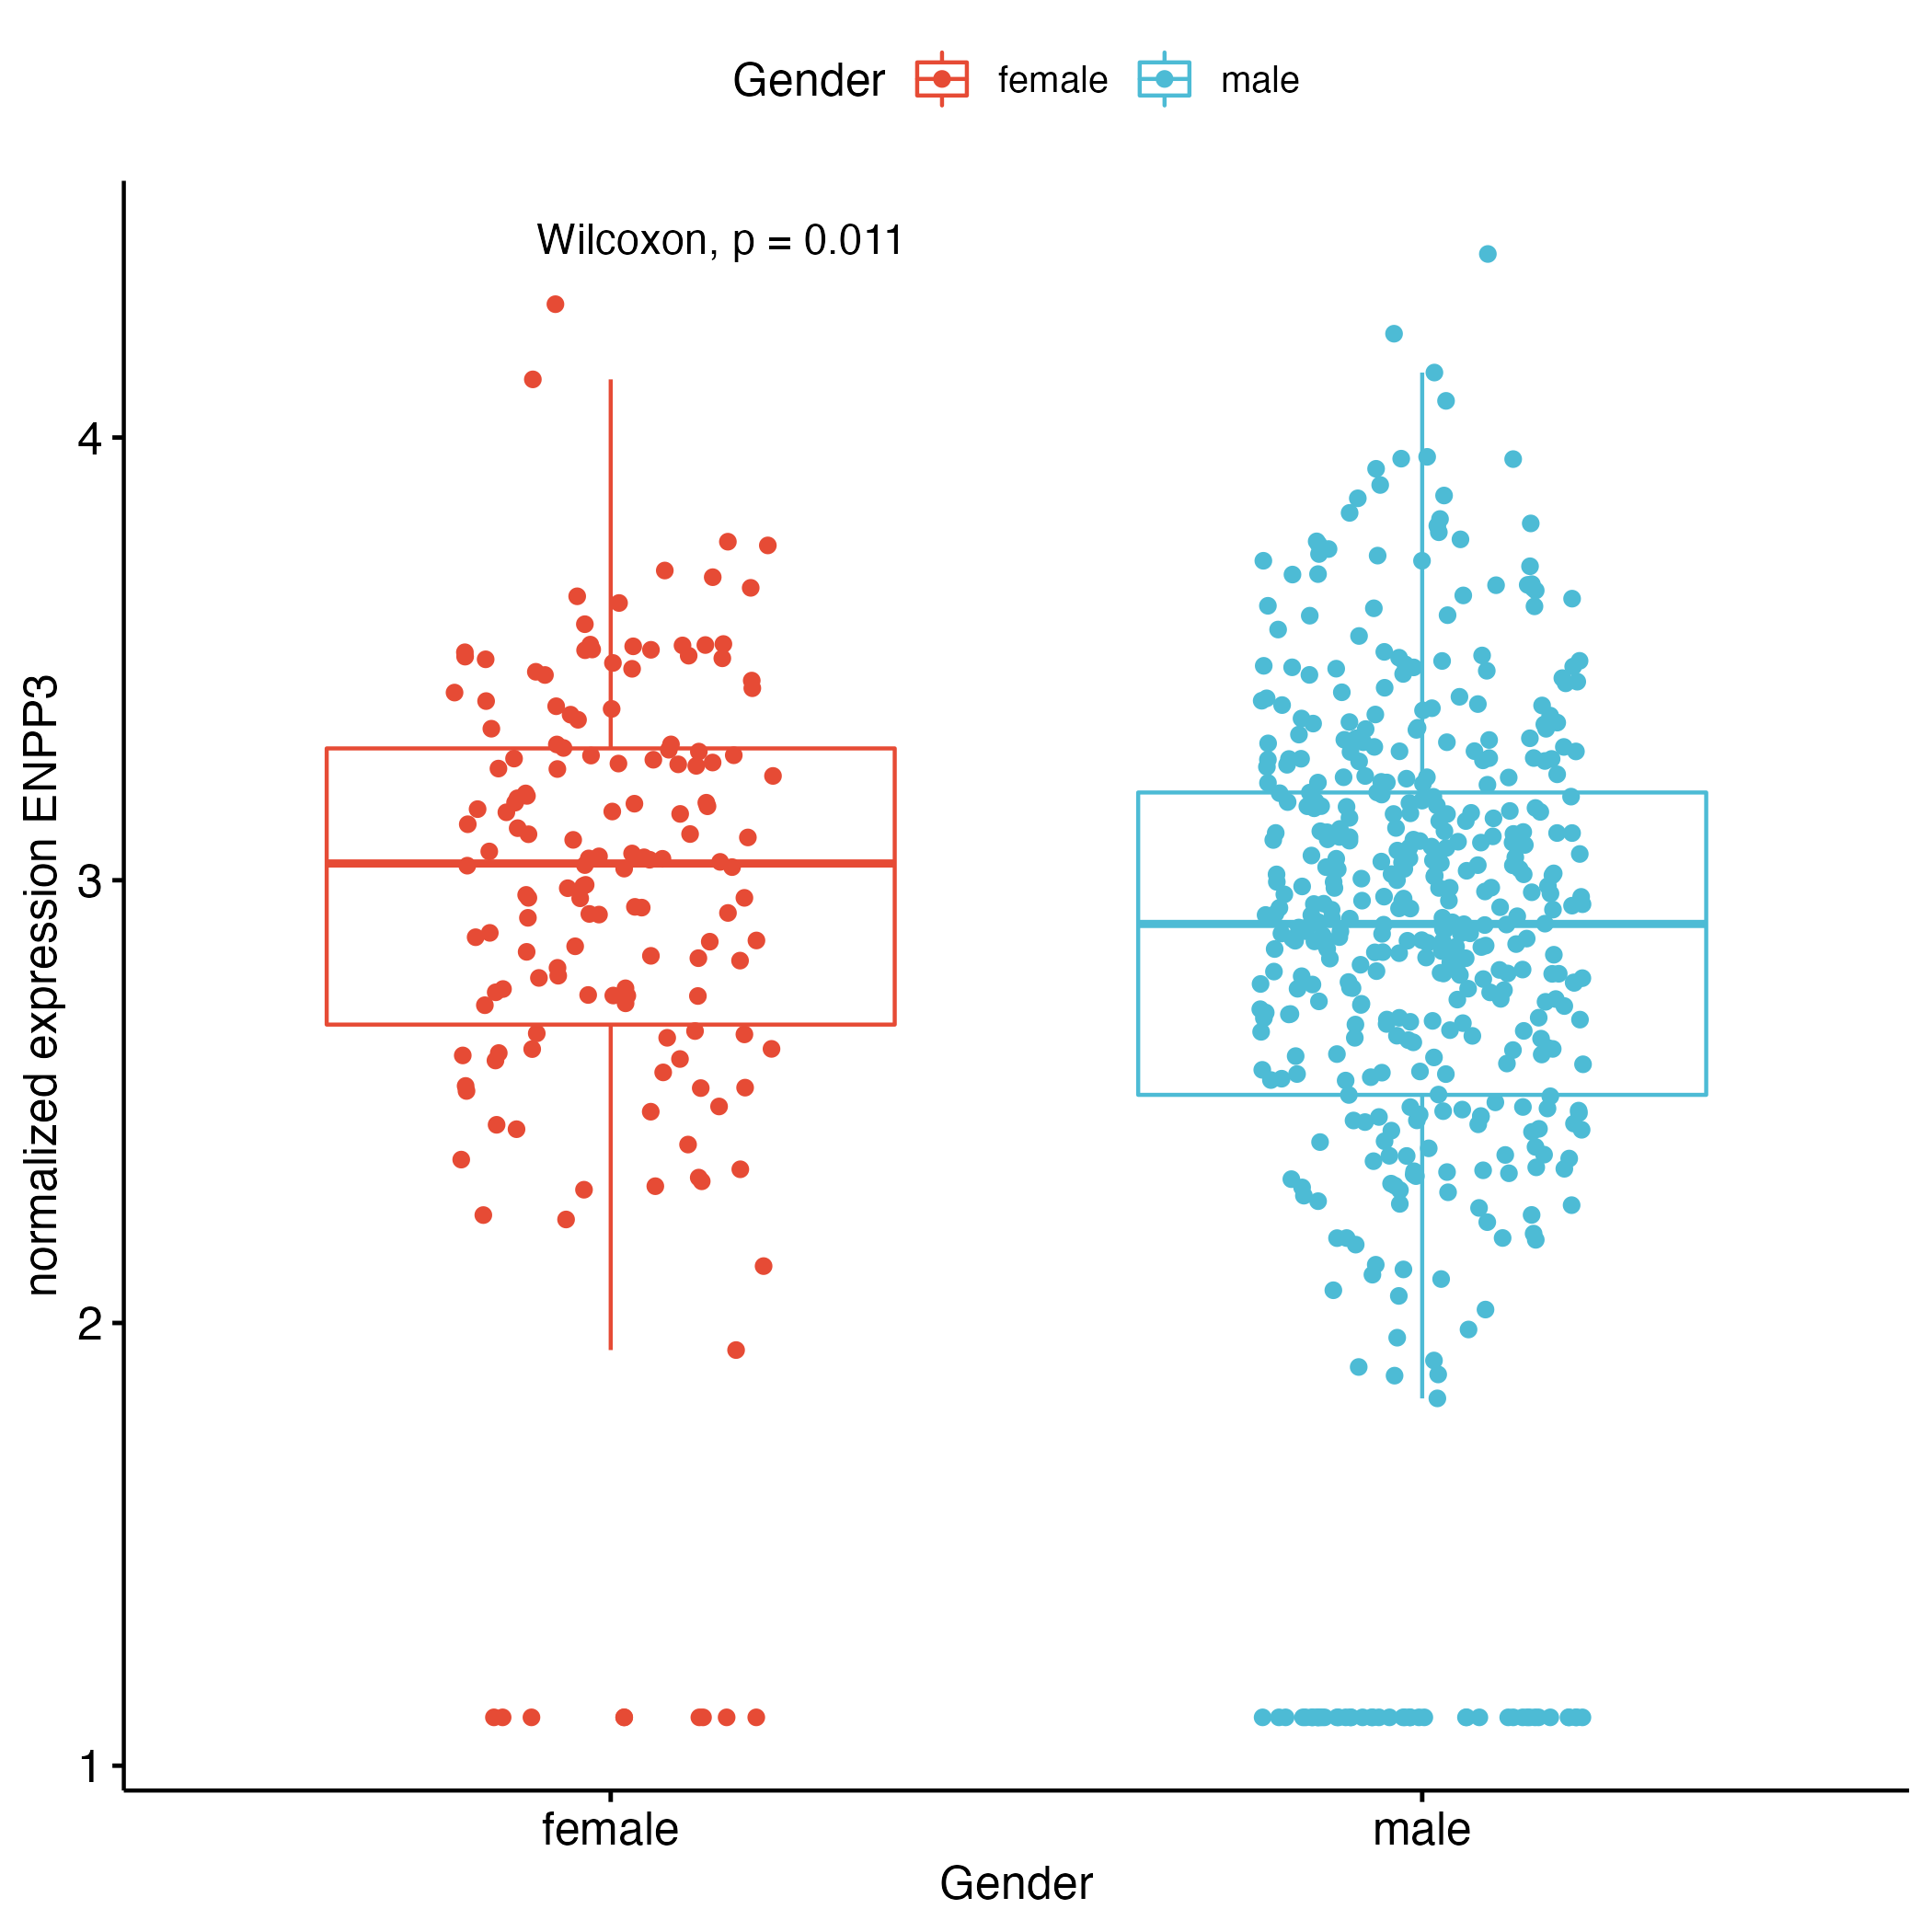 Gender female male
Wilcoxon, p = 0.011
normalized expression ENPP3
4
3
2
1
female male
Gender